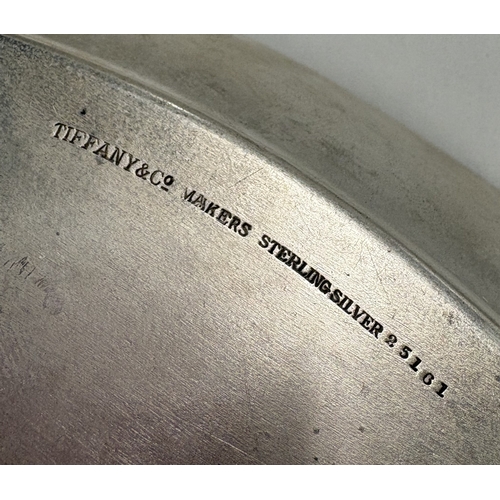 TIFFANY & Co MAKERS STERLING SILVER 25161